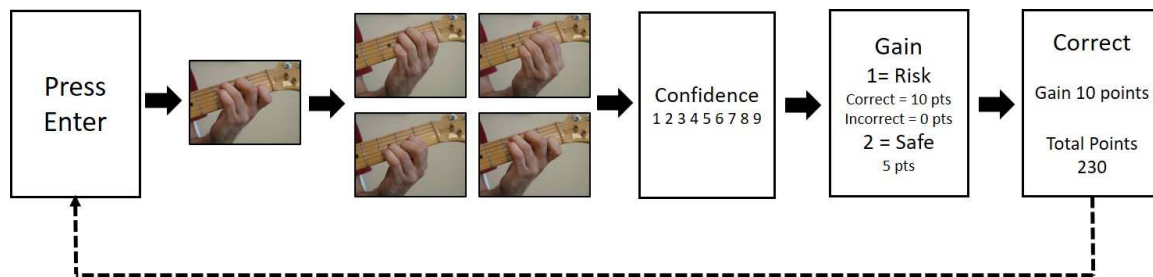 Press
Enter
Confidence
1 2 3 4 5 6 7 8 9
Gain
1= Risk
Correct = 10 pts
Incorrect = 0 pts
2 = Safe
5 pts
Correct
Gain 10 points
Total Points
230